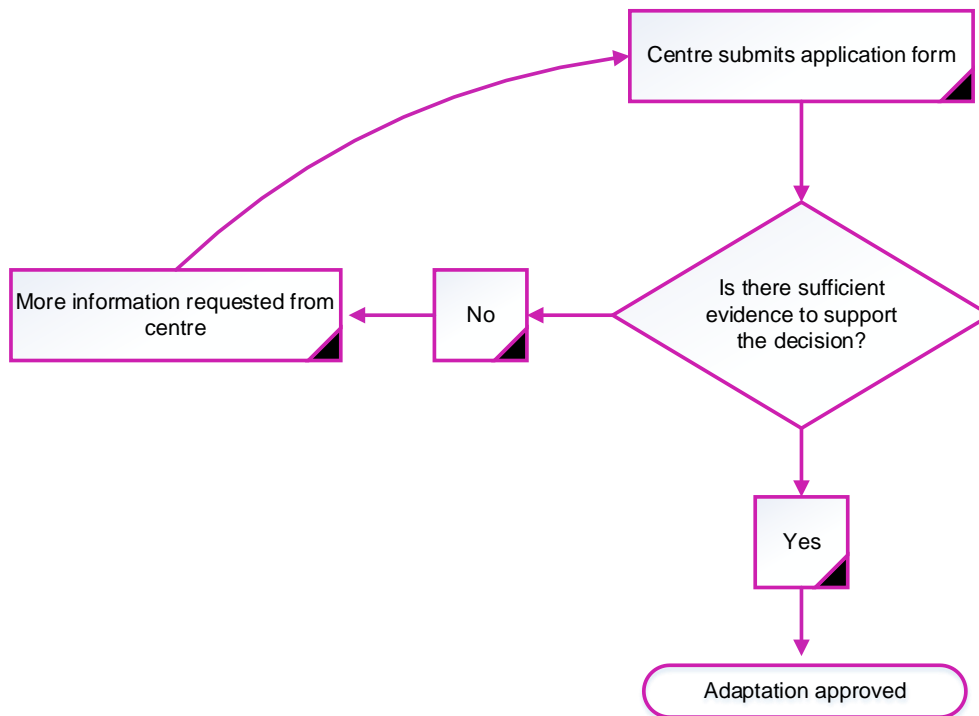 Centre submits application form
Is there sufficient
evidence to support
the decision?
No
More information requested from
centre
Yes
Adaptation approved